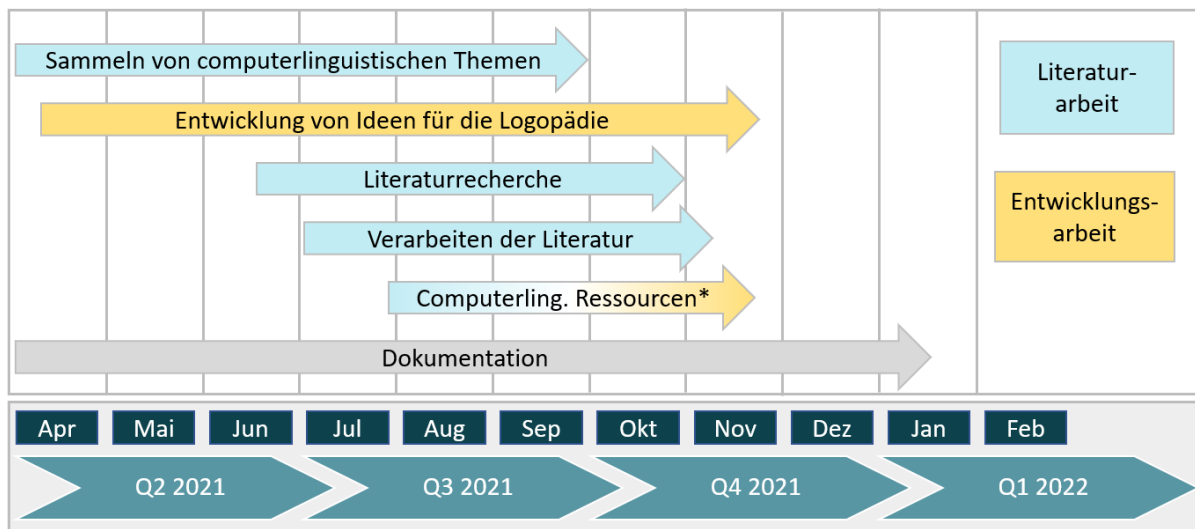 Sammeln von computerlinguistischen Themen
Entwicklung von Ideen für die Logopädie
Literaturrecherche
Verarbeiten der Literatur
Computerling. Ressourcen*
Dokumentation
Literatur-
arbeit
Entwicklungs-
arbeit
Apr Mai Jun Jul Aug Sep Okt Nov Dez Jan Feb
Q2 2021 Q3 2021 Q4 2021 Q1 2022